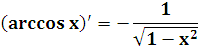 (arccos x)′ = −1/√(1 − x²)